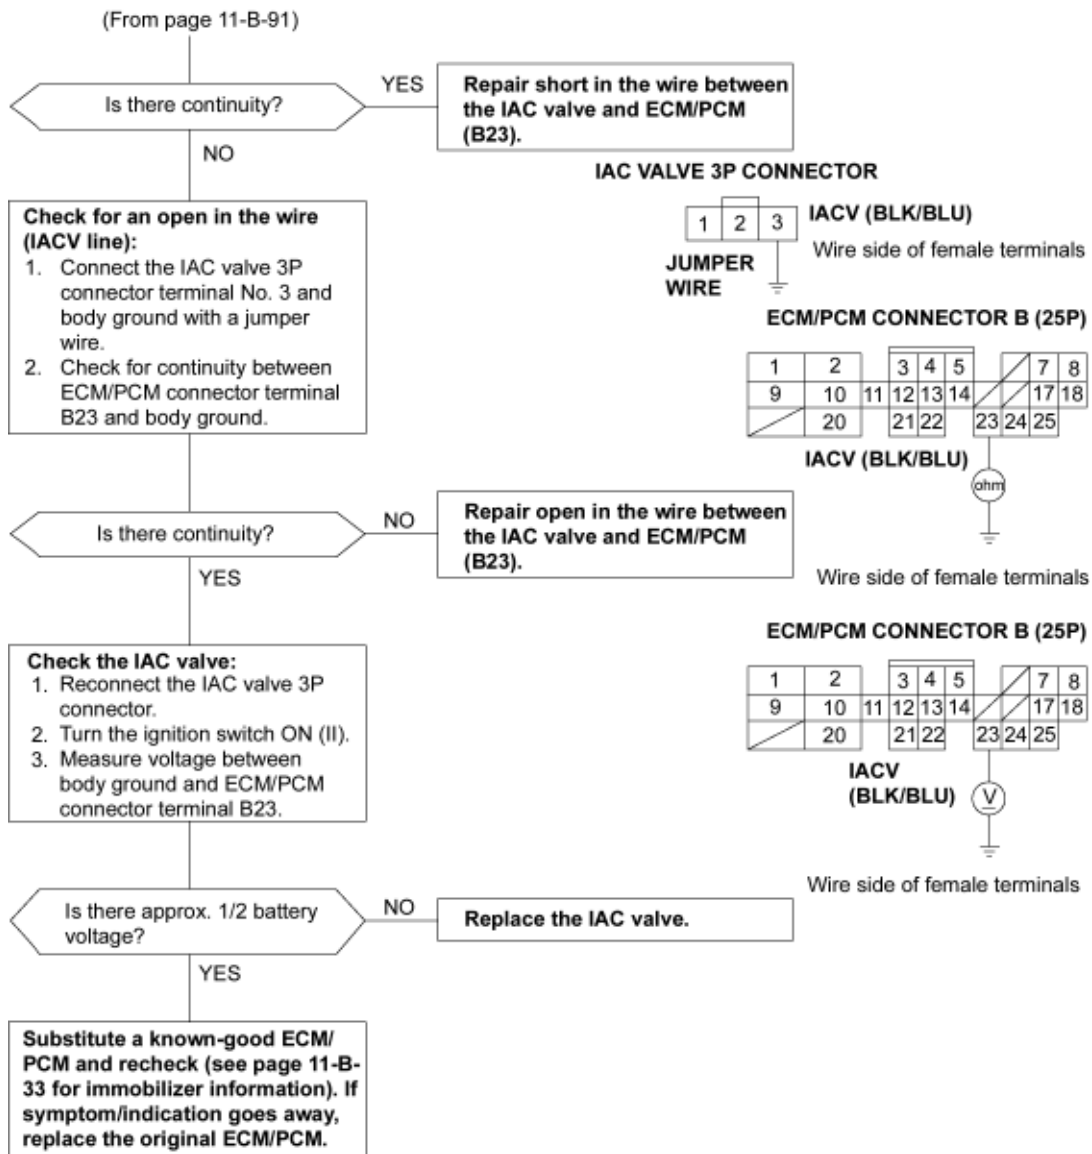 (From page 11-B-91)
Is there continuity?
YES
Repair short in the wire between
the IAC valve and ECM/PCM
(B23).
NO
IAC VALVE 3P CONNECTOR
1 2 3
IACV (BLK/BLU)
Wire side of female terminals
JUMPER
WIRE
Check for an open in the wire
(IACV line):
1. Connect the IAC valve 3P
connector terminal No. 3 and
body ground with a jumper
wire.
2. Check for continuity between
ECM/PCM connector terminal
B23 and body ground.
ECM/PCM CONNECTOR B (25P)
1 2 3 4 5 7 8
9 10 11 12 13 14 17 18
20 21 22 23 24 25
IACV (BLK/BLU)
ohm
Wire side of female terminals
Is there continuity?
NO
Repair open in the wire between
the IAC valve and ECM/PCM
(B23).
YES
Check the IAC valve:
1. Reconnect the IAC valve 3P
connector.
2. Turn the ignition switch ON (II).
3. Measure voltage between
body ground and ECM/PCM
connector terminal B23.
ECM/PCM CONNECTOR B (25P)
1 2 3 4 5 7 8
9 10 11 12 13 14 17 18
20 21 22 23 24 25
IACV
(BLK/BLU)
V
Wire side of female terminals
Is there approx. 1/2 battery
voltage?
NO
Replace the IAC valve.
YES
Substitute a known-good ECM/
PCM and recheck (see page 11-B-
33 for immobilizer information). If
symptom/indication goes away,
replace the original ECM/PCM.